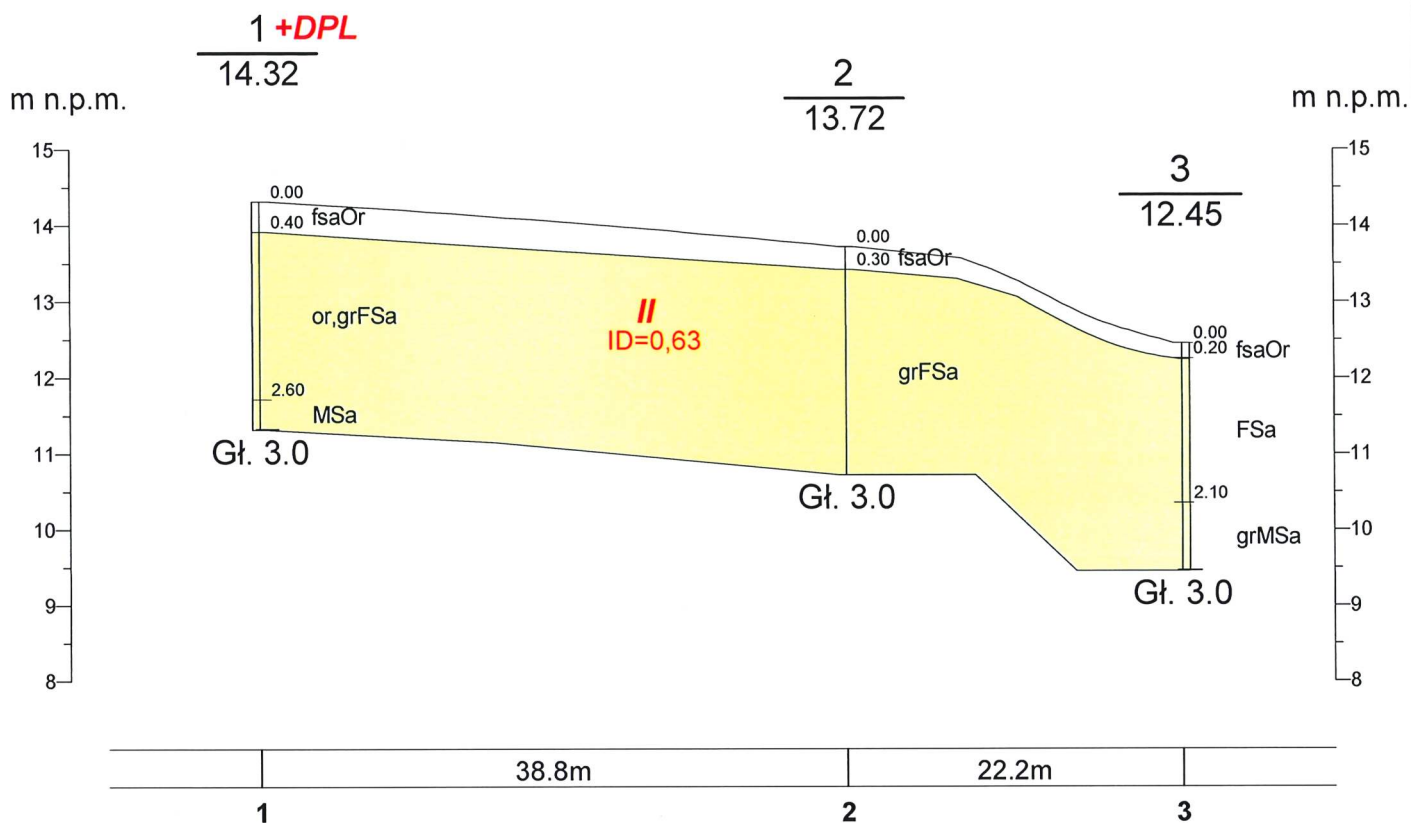 1 +DPL
14.32
2
13.72
3
12.45
m n.p.m.
m n.p.m.
15
14
13
12
11
10
9
8
15
14
13
12
11
10
9
8
0.00
fsaOr
0.40
or,grFSa
2.60
MSa
Gł. 3.0
II
ID=0,63
0.00
0.30 fsaOr
grFSa
Gł. 3.0
0.00
0.20 fsaOr
FSa
2.10
grMSa
Gł. 3.0
38.8m
22.2m
1
2
3